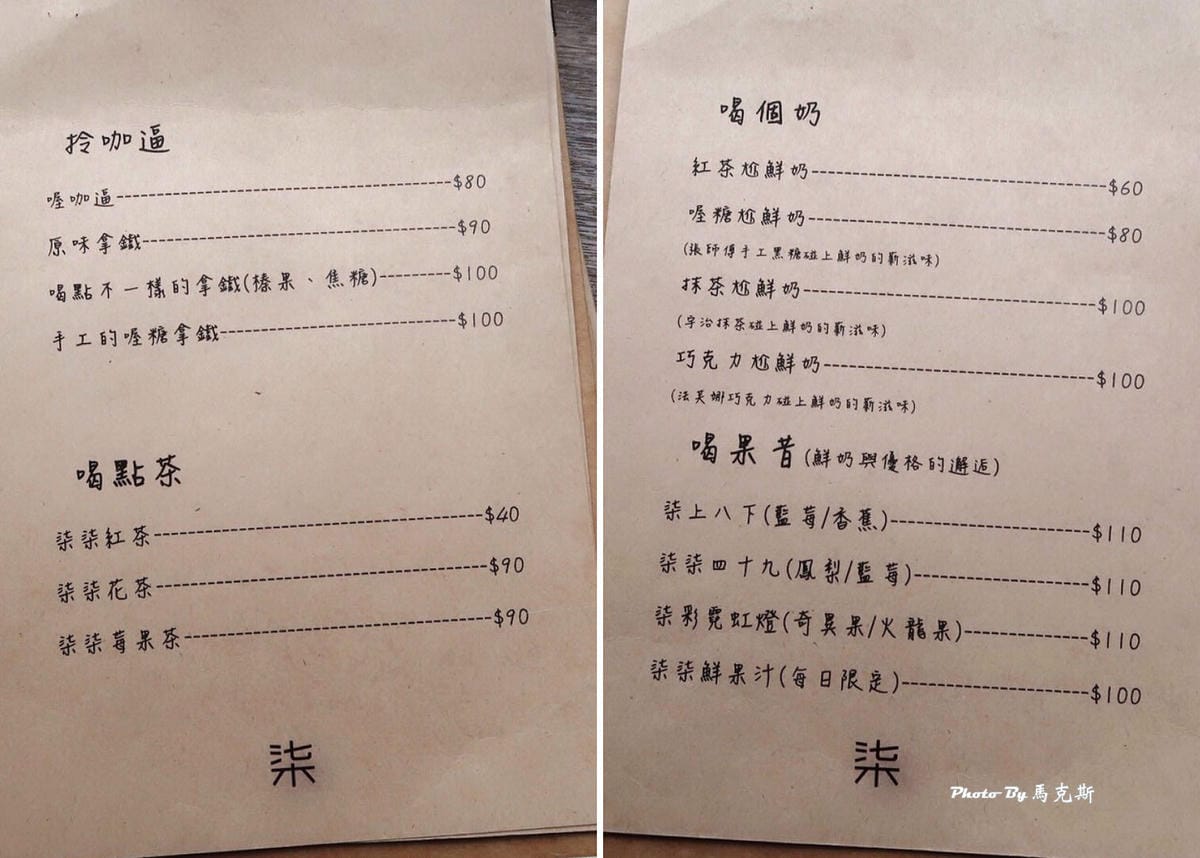 拎咖逼
喔咖逼---------------------------------$80
原味拿鐵-------------------------------$90
喝點不一樣的拿鐵(榛果、焦糖)---------$100
手工的喔糖拿鐵------------------------$100
喝點茶
柒柒紅茶---------------------------------$40
柒柒花茶---------------------------------$90
柒柒莓果茶------------------------------$90
柒
喝個奶
紅茶尬鮮奶------------------------------$60
喔糖尬鮮奶------------------------------$80
(張師傅手工黑糖碰上鮮奶的新滋味)
抹茶尬鮮奶------------------------------$100
(宇治抹茶碰上鮮奶的新滋味)
巧克力尬鮮奶---------------------------$100
(法芙娜巧克力碰上鮮奶的新滋味)
喝果昔(鮮奶與優格的邂逅)
柒上八下(藍莓/香蕉)--------------------$110
柒柒四十九(鳳梨/藍莓)-----------------$110
柒彩霓虹燈(奇異果/火龍果)------------$110
柒柒鮮果汁(每日限定)------------------$100
柒
Photo By 馬克斯